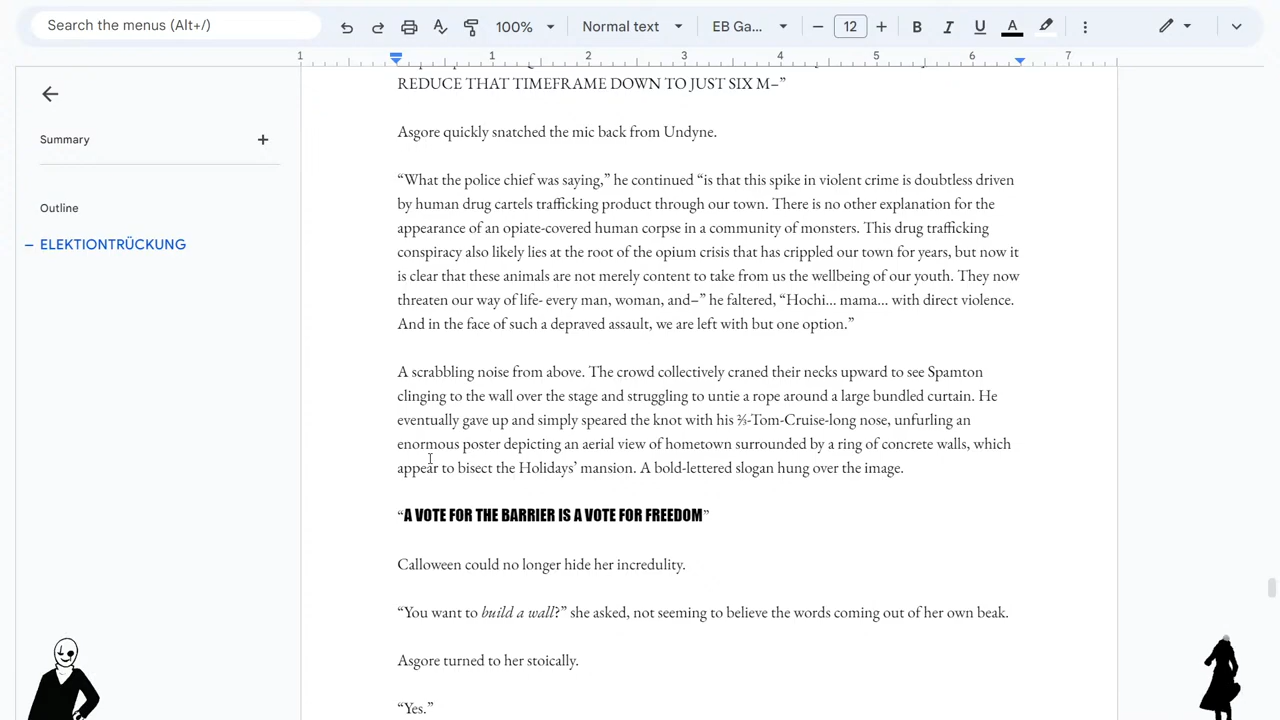 Search the menus (Alt+/)
100%
Normal text
EB Ga...
12
B
I
U
A
1
1
2
3
4
5
6
7
Summary
Outline
ELEKTIONTRÜCKUNG
REDUCE THAT TIMEFRAME DOWN TO JUST SIX M–”
Asgore quickly snatched the mic back from Undyne.
“What the police chief was saying,” he continued “is that this spike in violent crime is doubtless driven
by human drug cartels trafficking product through our town. There is no other explanation for the
appearance of an opiate-covered human corpse in a community of monsters. This drug trafficking
conspiracy also likely lies at the root of the opium crisis that has crippled our town for years, but now it
is clear that these animals are not merely content to take from us the wellbeing of our youth. They now
threaten our way of life- every man, woman, and–” he faltered, “Hochi... mama... with direct violence.
And in the face of such a depraved assault, we are left with but one option.”
A scrabbling noise from above. The crowd collectively craned their necks upward to see Spamton
clinging to the wall over the stage and struggling to untie a rope around a large bundled curtain. He
eventually gave up and simply speared the knot with his ⅔-Tom-Cruise-long nose, unfurling an
enormous poster depicting an aerial view of hometown surrounded by a ring of concrete walls, which
appear to bisect the Holidays’ mansion. A bold-lettered slogan hung over the image.
“A VOTE FOR THE BARRIER IS A VOTE FOR FREEDOM”
Calloween could no longer hide her incredulity.
“You want to build a wall?” she asked, not seeming to believe the words coming out of her own beak.
Asgore turned to her stoically.
“Yes.”